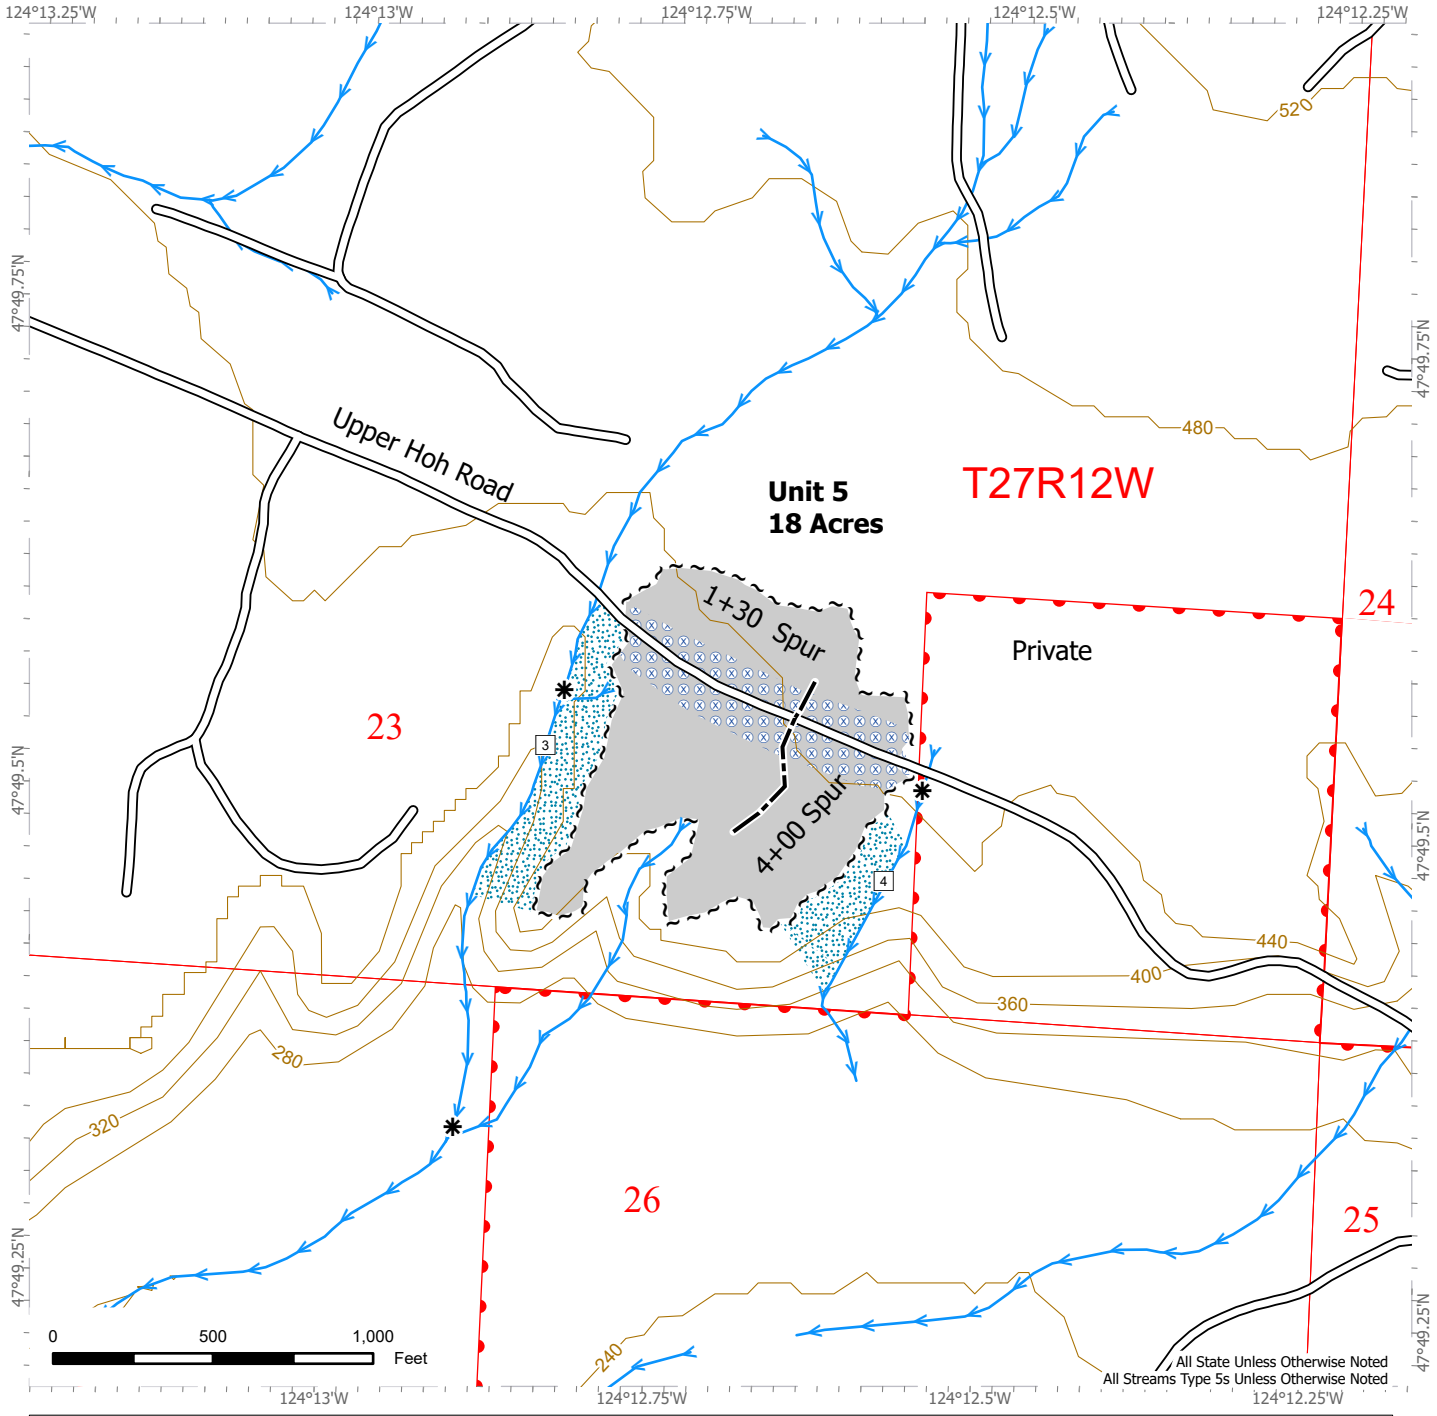 124°13.25'W
124°13'W
124°12.75'W
124°12.5'W
124°12.25'W
520
47°49.75'N
47°49.75'N
Upper Hoh Road
480
T27R12W
Unit 5
18 Acres
1+30 Spur
24
Private
23
3
47°49.5'N
47°49.5'N
4+00 Spur
4
440
400
360
280
320
26
25
47°49.25'N
47°49.25'N
0 500 1,000
Feet
240
All State Unless Otherwise Noted
All Streams Type 5s Unless Otherwise Noted
124°13'W
124°12.75'W
124°12.5'W
124°12.25'W